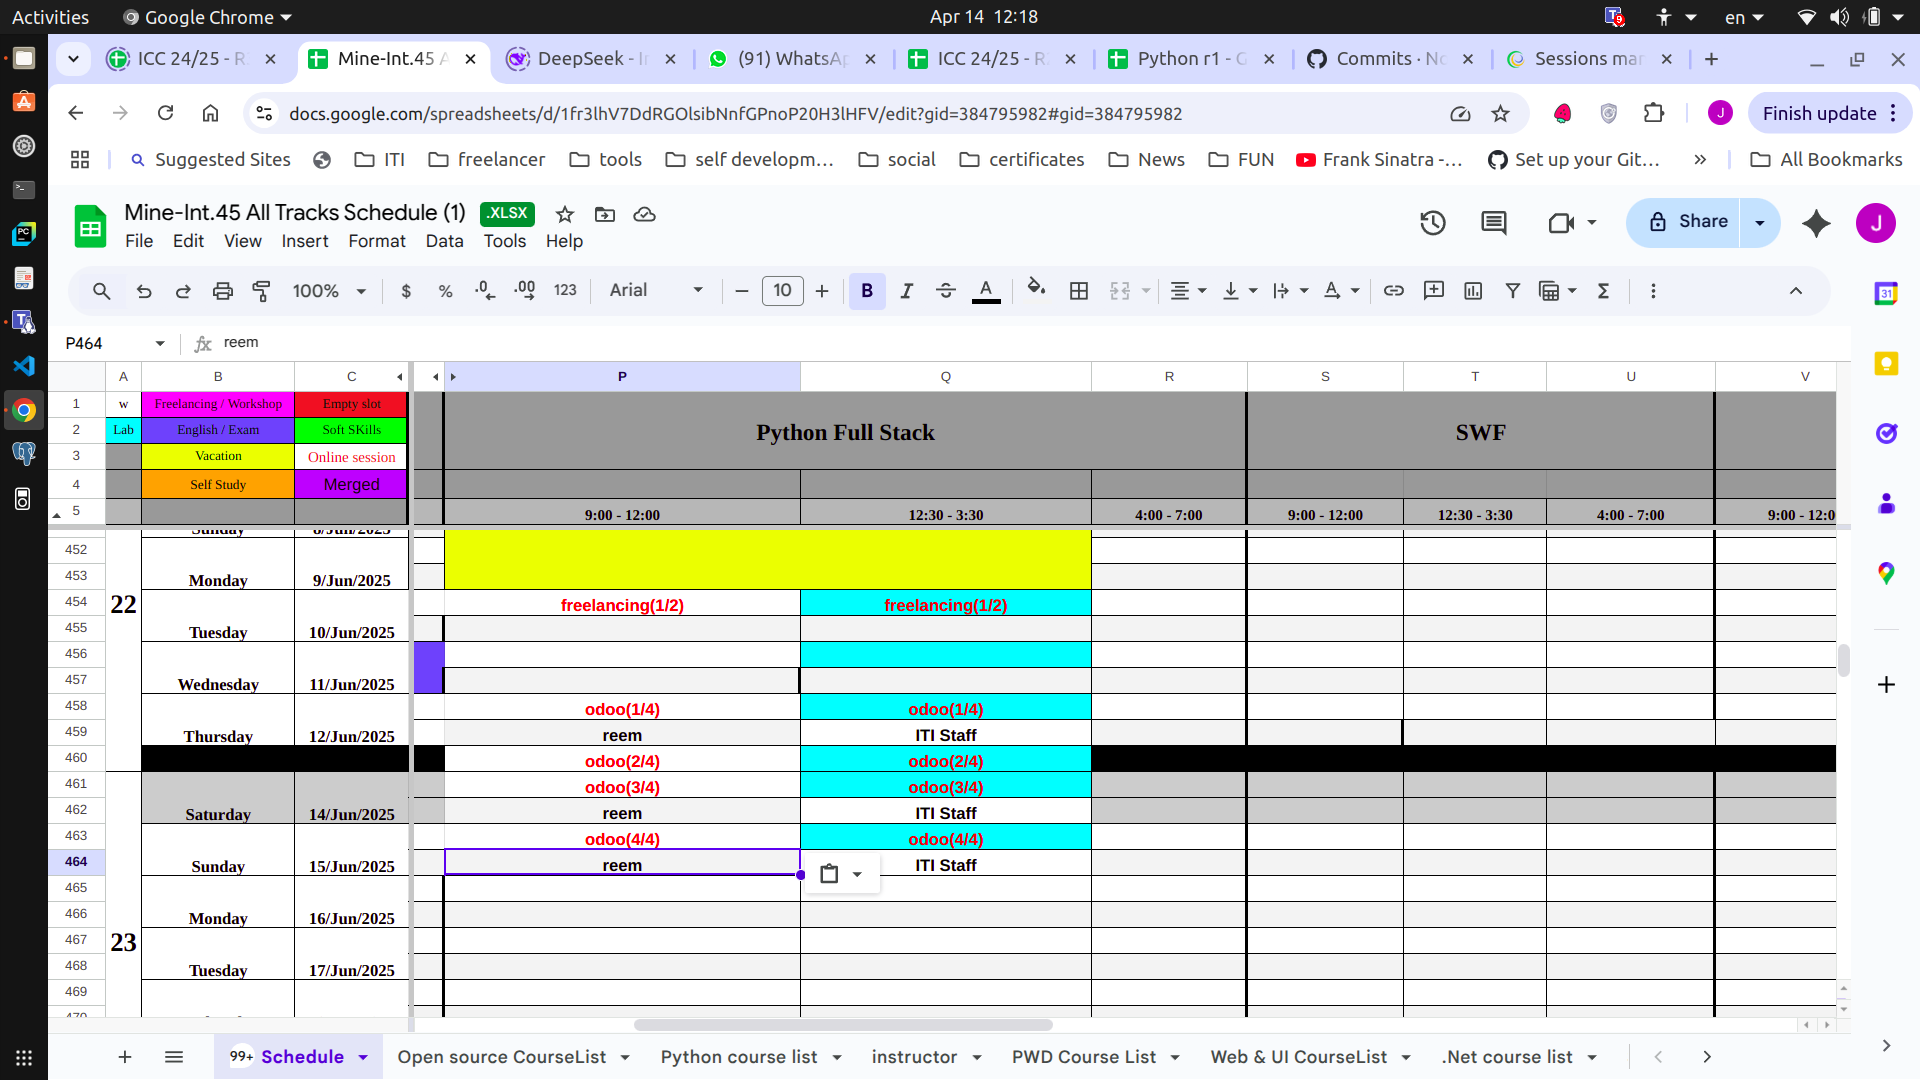 Activities
Google Chrome
Apr 14 12:18
en
ICC 24/25 - R
Mine-Int.45 A
DeepSeek - In
(91) WhatsAp
ICC 24/25 - R
Python r1 - G
Commits · No
Sessions mar
docs.google.com/spreadsheets/d/1fr3lhV7DdRGOlsibNnfGPnoP20H3lHFV/edit?gid=384795982#gid=384795982
J
Finish update
Suggested Sites
ITI
freelancer
tools
self developm...
social
certificates
News
FUN
Frank Sinatra -...
Set up your Git...
»
All Bookmarks
Mine-Int.45 All Tracks Schedule (1)
.XLSX
File Edit View Insert Format Data Tools Help
Share
J
100%
$
%
.0
.00
123
Arial
10
B
I
A
P464
fx
reem
A B C P Q R S T U V
1 w Freelancing / Workshop Empty slot
2 Lab English / Exam Soft SKills
Python Full Stack SWF
3 Vacation Online session
4 Self Study Merged
5 9:00 - 12:00 12:30 - 3:30 4:00 - 7:00 9:00 - 12:00 12:30 - 3:30 4:00 - 7:00 9:00 - 12:0
Sunday 8/Jun/2025
452
453 Monday 9/Jun/2025
454 22 freelancing(1/2) freelancing(1/2)
455 Tuesday 10/Jun/2025
456
457 Wednesday 11/Jun/2025
458 odoo(1/4) odoo(1/4)
459 Thursday 12/Jun/2025 reem ITI Staff
460 odoo(2/4) odoo(2/4)
461 odoo(3/4) odoo(3/4)
462 Saturday 14/Jun/2025 reem ITI Staff
463 odoo(4/4) odoo(4/4)
464 Sunday 15/Jun/2025 reem ITI Staff
465
466 Monday 16/Jun/2025
467 23
468 Tuesday 17/Jun/2025
469
470
99+ Schedule
Open source CourseList
Python course list
instructor
PWD Course List
Web & UI CourseList
.Net course list